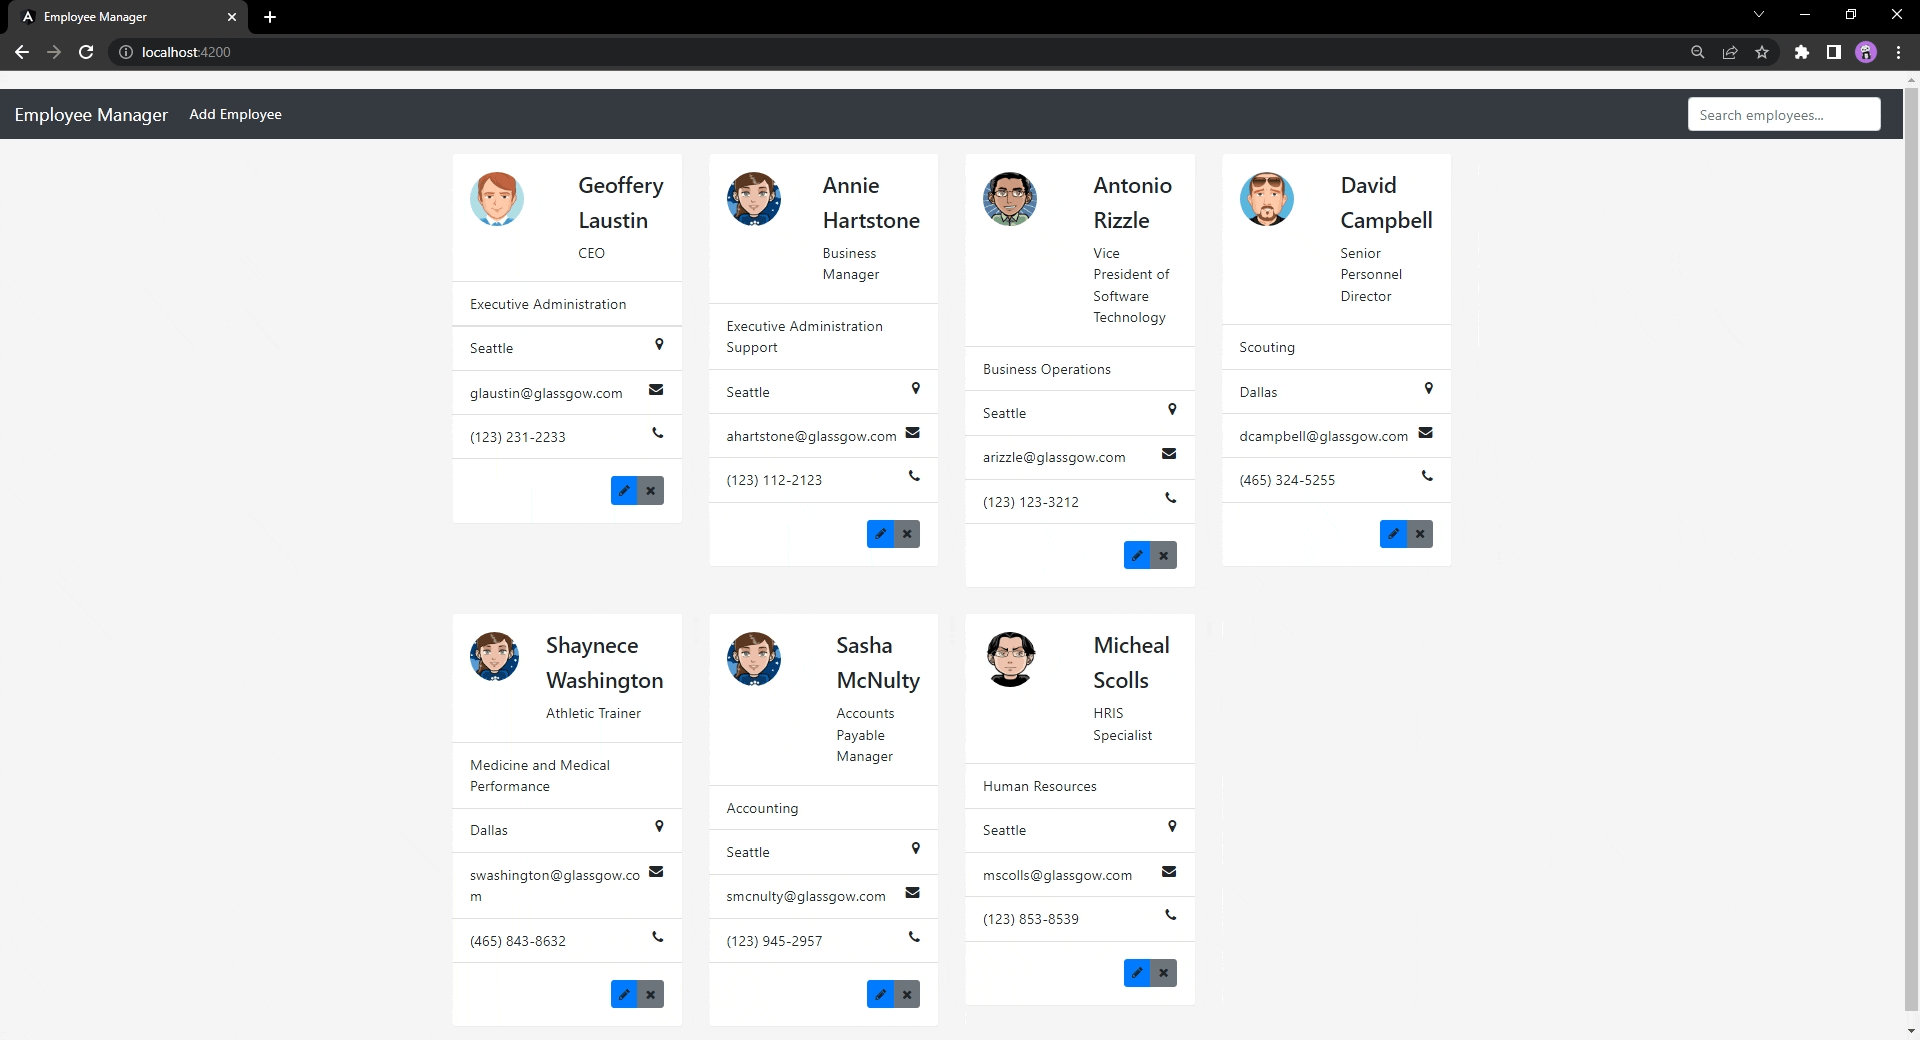 Employee Manager
localhost:4200
Employee Manager
Add Employee
Search employees...
Geoffery
Laustin
CEO
Executive Administration
Seattle
glaustin@glassgow.com
(123) 231-2233
Annie
Hartstone
Business
Manager
Executive Administration
Support
Seattle
ahartstone@glassgow.com
(123) 112-2123
Antonio
Rizzle
Vice
President of
Software
Technology
Business Operations
Seattle
arizzle@glassgow.com
(123) 123-3212
David
Campbell
Senior
Personnel
Director
Scouting
Dallas
dcampbell@glassgow.com
(465) 324-5255
Shaynece
Washington
Athletic Trainer
Medicine and Medical
Performance
Dallas
swashington@glassgow.co
m
(465) 843-8632
Sasha
McNulty
Accounts
Payable
Manager
Accounting
Seattle
smcnulty@glassgow.com
(123) 945-2957
Micheal
Scolls
HRIS
Specialist
Human Resources
Seattle
mscolls@glassgow.com
(123) 853-8539